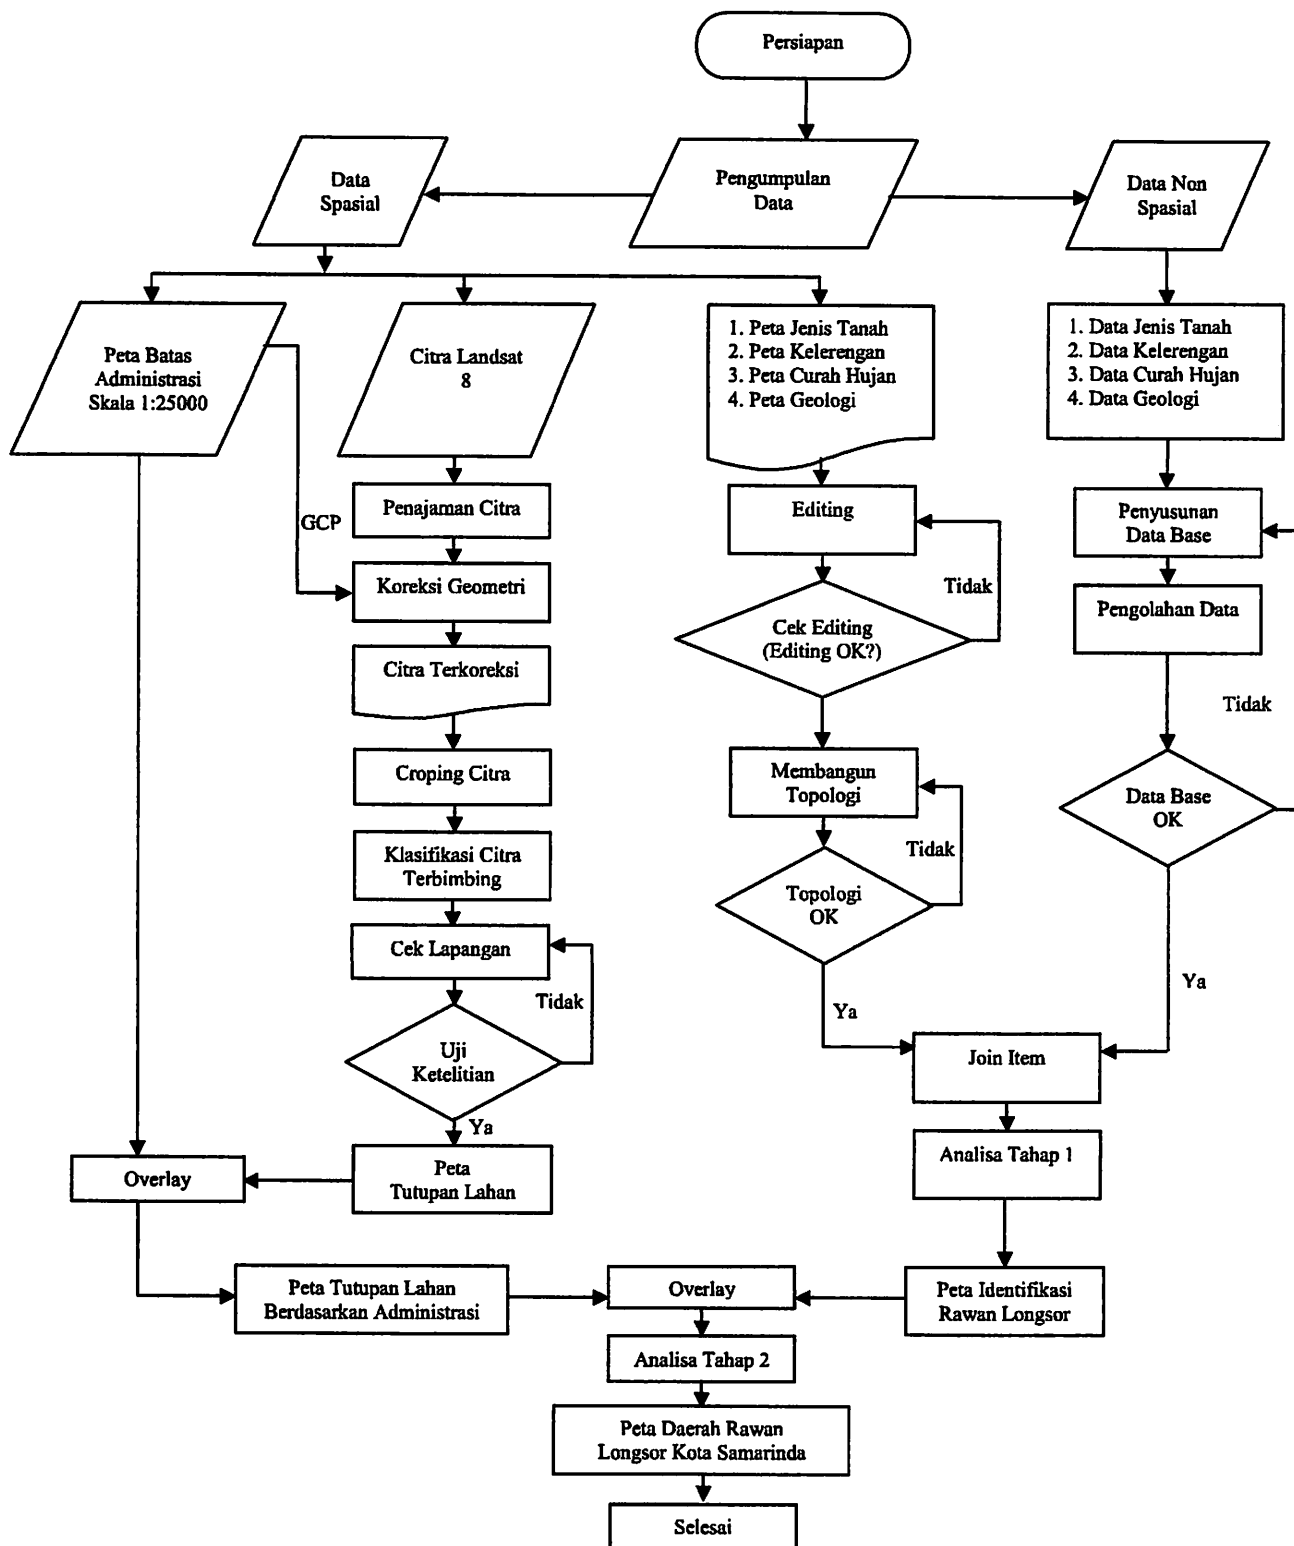 Persiapan
Pengumpulan
Data
Data
Spasial
Data Non
Spasial
Peta Batas
Administrasi
Skala 1:25000
Citra Landsat
8
1. Peta Jenis Tanah
2. Peta Kelerengan
3. Peta Curah Hujan
4. Peta Geologi
1. Data Jenis Tanah
2. Data Kelerengan
3. Data Curah Hujan
4. Data Geologi
GCP
Penajaman Citra
Koreksi Geometri
Citra Terkoreksi
Croping Citra
Klasifikasi Citra
Terbimbing
Cek Lapangan
Tidak
Uji
Ketelitian
Ya
Peta
Tutupan Lahan
Overlay
Editing
Tidak
Cek Editing
(Editing OK?)
Membangun
Topologi
Tidak
Topologi
OK
Ya
Penyusunan
Data Base
Pengolahan Data
Tidak
Data Base
OK
Ya
Join Item
Analisa Tahap 1
Peta Identifikasi
Rawan Longsor
Peta Tutupan Lahan
Berdasarkan Administrasi
Overlay
Analisa Tahap 2
Peta Daerah Rawan
Longsor Kota Samarinda
Selesai